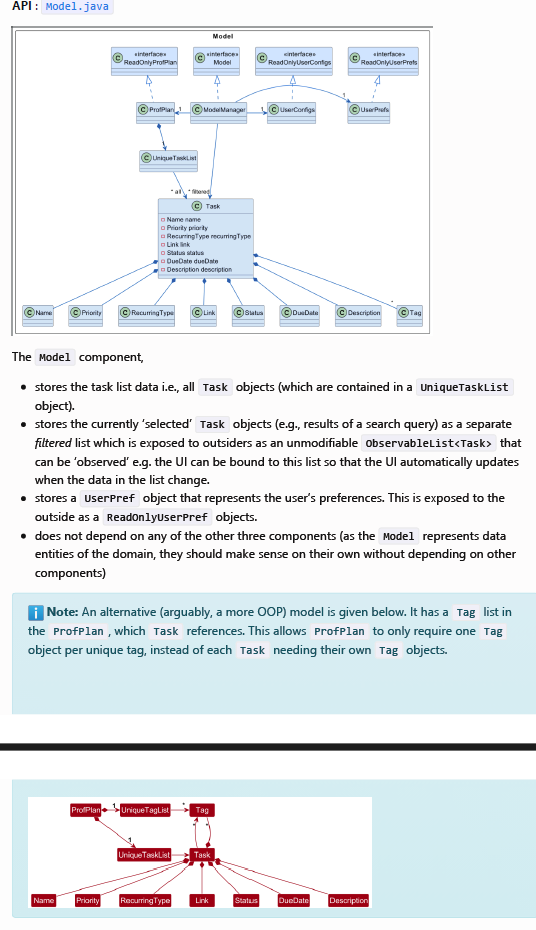 API : Model.java
Model
«interface» ReadOnlyProfPlan
«interface» Model
«interface» ReadOnlyUserConfigs
«interface» ReadOnlyUserPrefs
C ProfPlan
1
C ModelManager
1
C UserConfigs
1
C UserPrefs
1
C UniqueTaskList
* all
* filtered
C Task
Name name
Priority priority
RecurringType recurringType
Link link
Status status
DueDate dueDate
Description description
*
C Name
C Priority
C RecurringType
C Link
C Status
C DueDate
C Description
C Tag
The Model component,
• stores the task list data i.e., all Task objects (which are contained in a UniqueTaskList
object).
• stores the currently ‘selected’ Task objects (e.g., results of a search query) as a separate
filtered list which is exposed to outsiders as an unmodifiable ObservableList<Task> that
can be ‘observed’ e.g. the UI can be bound to this list so that the UI automatically updates
when the data in the list change.
• stores a UserPref object that represents the user’s preferences. This is exposed to the
outside as a ReadOnlyUserPref objects.
• does not depend on any of the other three components (as the Model represents data
entities of the domain, they should make sense on their own without depending on other
components)
i Note: An alternative (arguably, a more OOP) model is given below. It has a Tag list in
the ProfPlan , which Task references. This allows ProfPlan to only require one Tag
object per unique tag, instead of each Task needing their own Tag objects.
ProfPlan
1
UniqueTagList
*
Tag
*
1
UniqueTaskList
Task
Name
Priority
RecurringType
Link
Status
DueDate
Description